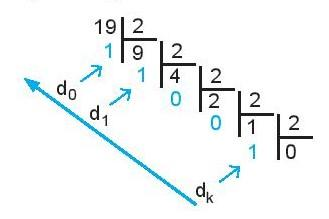 19 2
1 9 2
d₀ 1 4 2
d₁ 0 2 2
0 1 2
dₖ 1 0